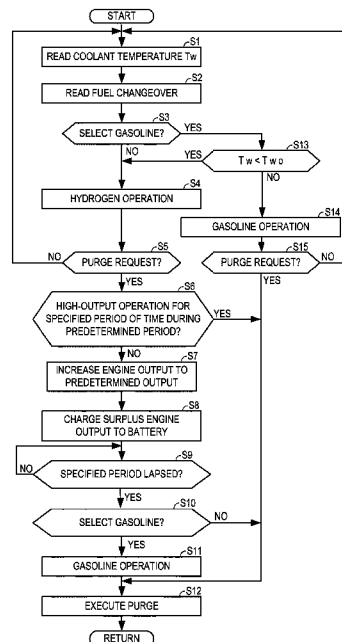 START
S1
READ COOLANT TEMPERATURE Tw
S2
READ FUEL CHANGEOVER
S3
SELECT GASOLINE?
YES
NO
S13
YES
Tw<Two
NO
S4
HYDROGEN OPERATION
S14
GASOLINE OPERATION
S5
NO
PURGE REQUEST?
YES
S15
PURGE REQUEST?
NO
YES
S6
HIGH-OUTPUT OPERATION FOR
SPECIFIED PERIOD OF TIME DURING
PREDETERMINED PERIOD?
YES
NO
S7
INCREASE ENGINE OUTPUT TO
PREDETERMINED OUTPUT
S8
CHARGE SURPLUS ENGINE
OUTPUT TO BATTERY
S9
NO
SPECIFIED PERIOD LAPSED?
YES
S10
SELECT GASOLINE?
NO
YES
S11
GASOLINE OPERATION
S12
EXECUTE PURGE
RETURN